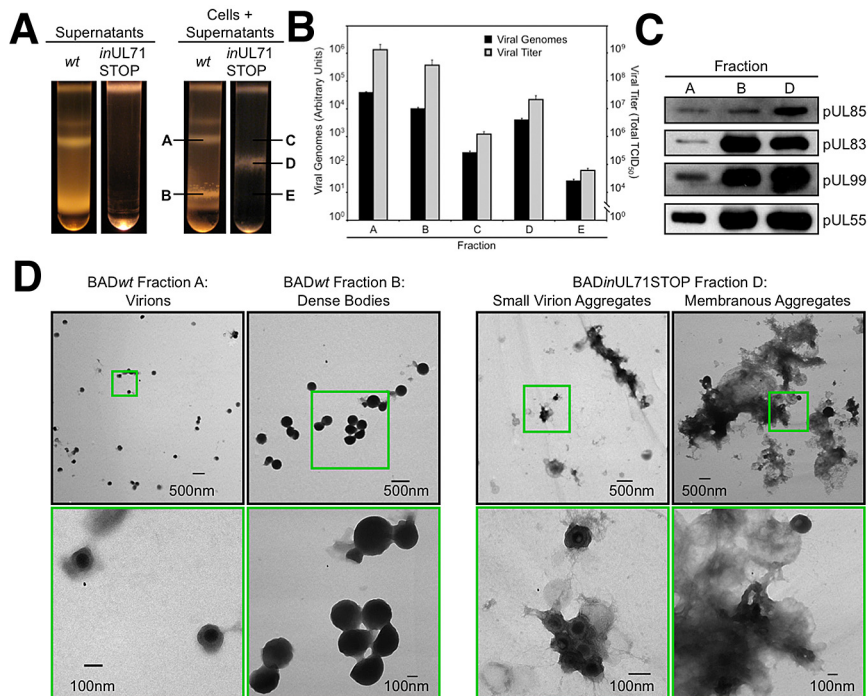 A
Supernatants
wt
inUL71
STOP
Cells +
Supernatants
wt
inUL71
STOP
A
B
C
D
E
B
Viral Genomes (Arbitrary Units)
10⁶
10⁵
10⁴
10³
10²
10¹
10⁰
Viral Genomes
Viral Titer
10⁹
10⁸
10⁷
10⁶
10⁵
10⁴
10⁰
Viral Titer (Total TCID₅₀)
A B C D E
Fraction
C
Fraction
A B D
pUL85
pUL83
pUL99
pUL55
D
BADwt Fraction A:
Virions
BADwt Fraction B:
Dense Bodies
BADinUL71STOP Fraction D:
Small Virion Aggregates Membranous Aggregates
500nm
500nm
500nm
500nm
100nm
100nm
100nm
100nm